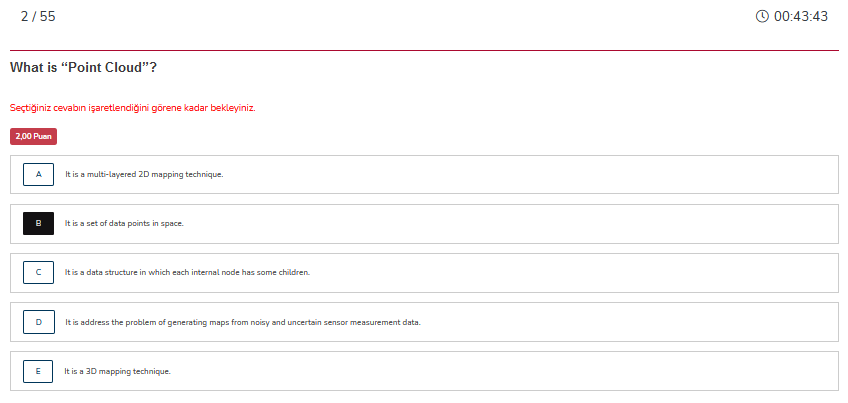 2 / 55
00:43:43
What is “Point Cloud”?
Seçtiğiniz cevabın işaretlendiğini görene kadar bekleyiniz.
2,00 Puan
A It is a multi-layered 2D mapping technique.
B It is a set of data points in space.
C It is a data structure in which each internal node has some children.
D It is address the problem of generating maps from noisy and uncertain sensor measurement data.
E It is a 3D mapping technique.